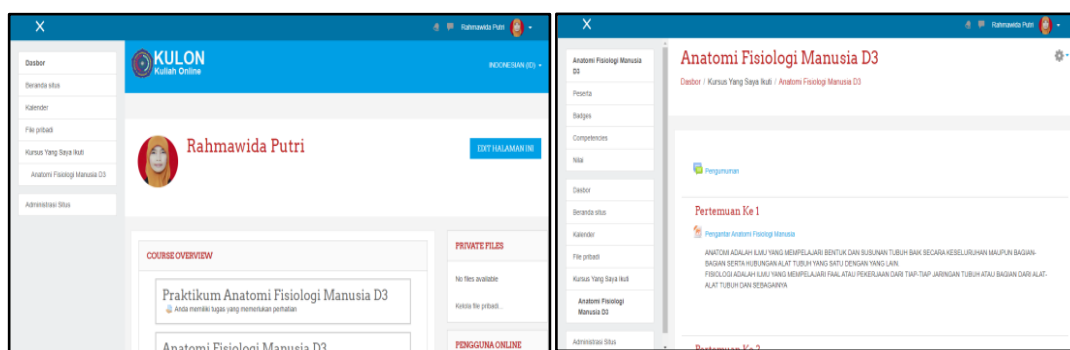 X
Rahmawida Putri
Dasbor
Beranda situs
Kalender
File pribadi
Kursus Yang Saya Ikuti
Anatomi Fisiologi Manusia D3
Administrasi Situs
KULON
Kuliah Online
INDONESIAN (ID)
Rahmawida Putri
EDIT HALAMAN INI
COURSE OVERVIEW
Praktikum Anatomi Fisiologi Manusia D3
Anda memiliki tugas yang memerlukan perhatian
Anatomi Fisiologi Manusia D3
PRIVATE FILES
No files available
Kelola file pribadi...
PENGGUNA ONLINE
X
Rahmawida Putri
Anatomi Fisiologi Manusia
D3
Peserta
Badges
Competencies
Nilai
Dasbor
Beranda situs
Kalender
File pribadi
Kursus Yang Saya Ikuti
Anatomi Fisiologi
Manusia D3
Administrasi Situs
Anatomi Fisiologi Manusia D3
Dasbor / Kursus Yang Saya Ikuti / Anatomi Fisiologi Manusia D3
Pengumuman
Pertemuan Ke 1
Pengantar Anatomi Fisiologi Manusia
ANATOMI ADALAH ILMU YANG MEMPELAJARI BENTUK DAN SUSUNAN TUBUH BAIK SECARA KESELURUHAN MAUPUN BAGIAN-
BAGIAN SERTA HUBUNGAN ALAT TUBUH YANG SATU DENGAN YANG LAIN.
FISIOLOGI ADALAH ILMU YANG MEMPELAJARI FAAL ATAU PEKERJAAN DARI TIAP-TIAP JARINGAN TUBUH ATAU BAGIAN DARI ALAT-
ALAT TUBUH DAN SEBAGAINYA
Pertemuan Ke 2